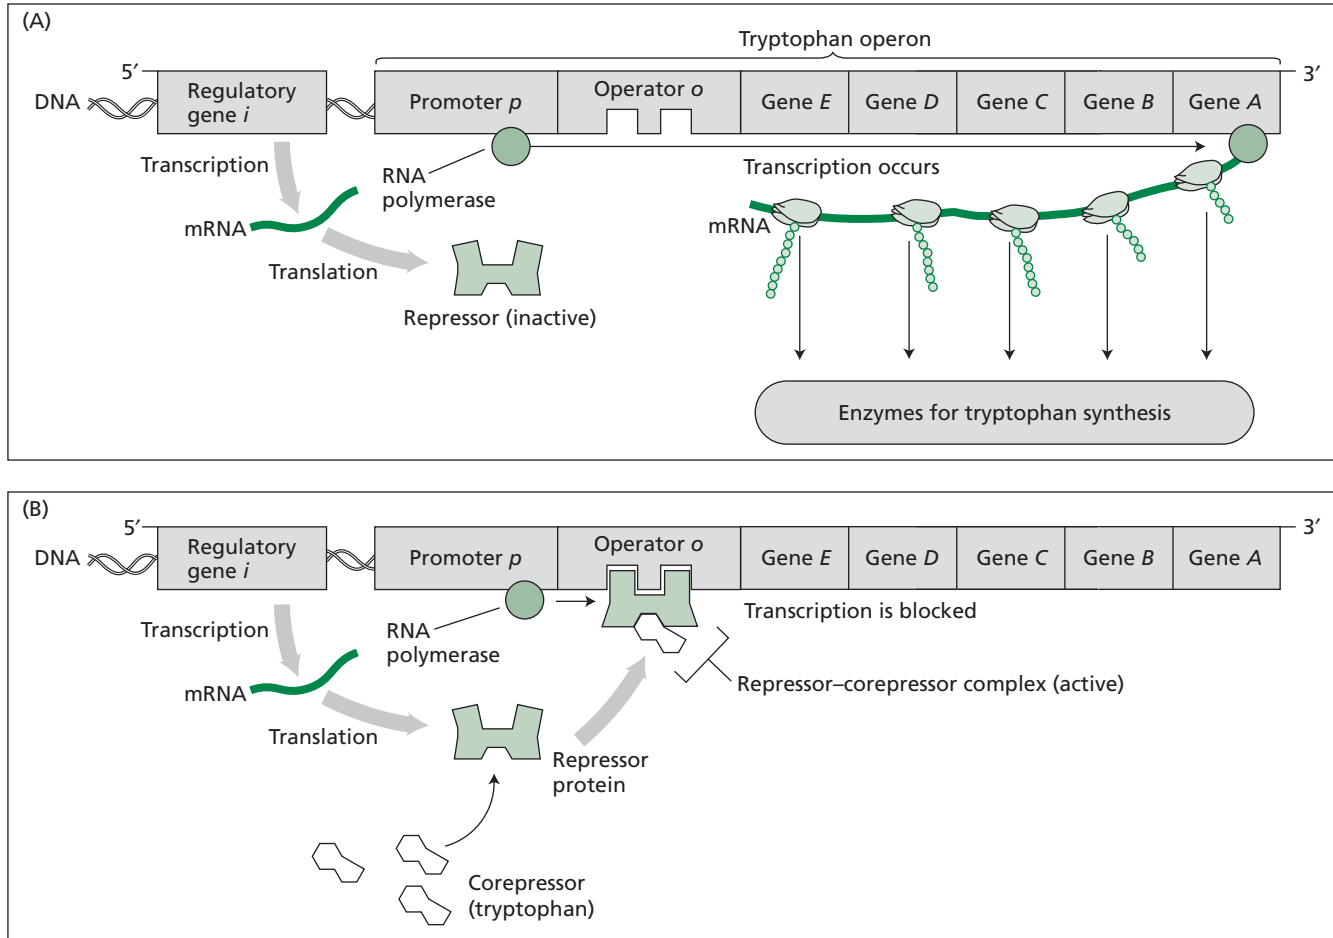 (A)
Tryptophan operon
5′
3′
DNA
Regulatory
gene i
Promoter p
Operator o
Gene E
Gene D
Gene C
Gene B
Gene A
Transcription
RNA
polymerase
Transcription occurs
mRNA
mRNA
Translation
Repressor (inactive)
Enzymes for tryptophan synthesis
(B)
5′
3′
DNA
Regulatory
gene i
Promoter p
Operator o
Gene E
Gene D
Gene C
Gene B
Gene A
Transcription
RNA
polymerase
Transcription is blocked
mRNA
Repressor–corepressor complex (active)
Translation
Repressor
protein
Corepressor
(tryptophan)